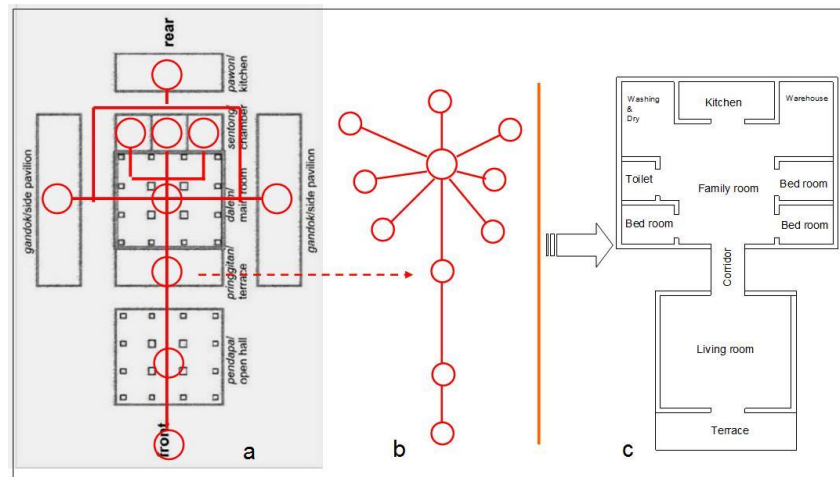 rear
pawon/
kitchen
sentong/
chamber
gandok/side pavilion
dalem/
main room
gandok/side pavilion
pringgitan/
terrace
pendapa/
open hall
front
a
b
Washing
& Dry
Kitchen
Warehouse
Toilet
Family room
Bed room
Bed room
Bed room
Corridor
Living room
Terrace
c